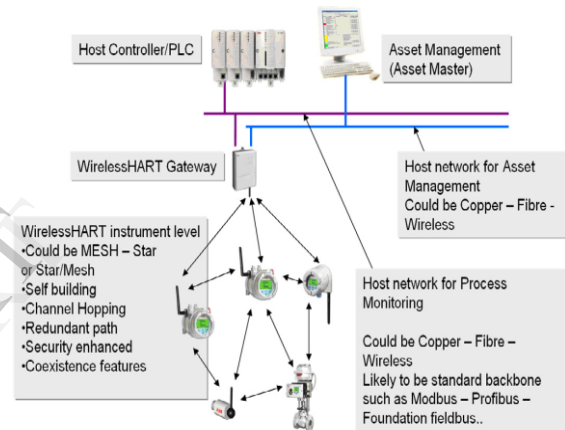 Host Controller/PLC
Asset Management
(Asset Master)
WirelessHART Gateway
Host network for Asset
Management
Could be Copper – Fibre -
Wireless
WirelessHART instrument level
•Could be MESH – Star
or Star/Mesh
•Self building
•Channel Hopping
•Redundant path
•Security enhanced
•Coexistence features
Host network for Process
Monitoring
Could be Copper – Fibre –
Wireless
Likely to be standard backbone
such as Modbus – Profibus –
Foundation fieldbus..